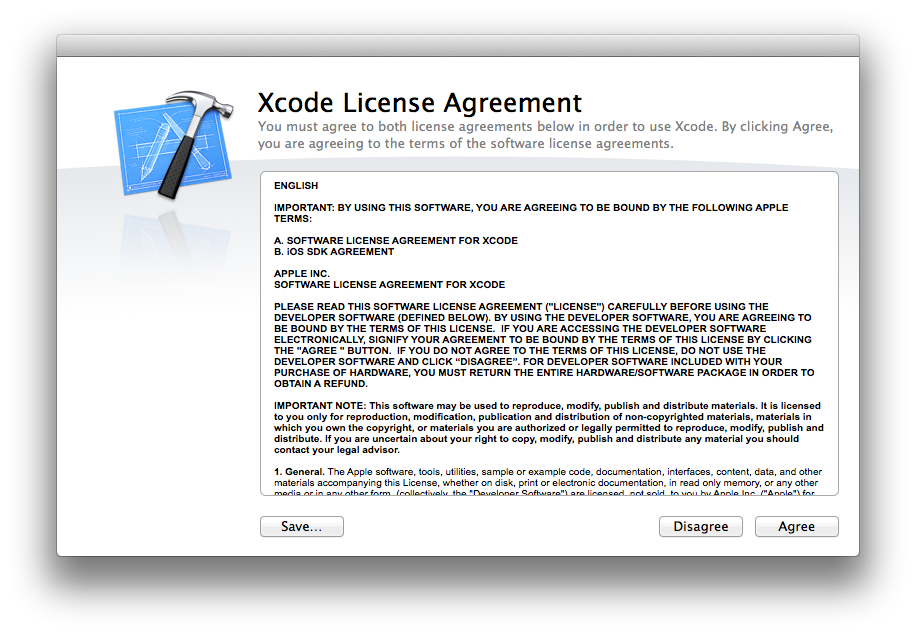 Xcode License Agreement
You must agree to both license agreements below in order to use Xcode. By clicking Agree,
you are agreeing to the terms of the software license agreements.
ENGLISH
IMPORTANT: BY USING THIS SOFTWARE, YOU ARE AGREEING TO BE BOUND BY THE FOLLOWING APPLE
TERMS:
A. SOFTWARE LICENSE AGREEMENT FOR XCODE
B. iOS SDK AGREEMENT
APPLE INC.
SOFTWARE LICENSE AGREEMENT FOR XCODE
PLEASE READ THIS SOFTWARE LICENSE AGREEMENT ("LICENSE") CAREFULLY BEFORE USING THE
DEVELOPER SOFTWARE (DEFINED BELOW). BY USING THE DEVELOPER SOFTWARE, YOU ARE AGREEING TO
BE BOUND BY THE TERMS OF THIS LICENSE.  IF YOU ARE ACCESSING THE DEVELOPER SOFTWARE
ELECTRONICALLY, SIGNIFY YOUR AGREEMENT TO BE BOUND BY THE TERMS OF THIS LICENSE BY CLICKING
THE "AGREE " BUTTON.  IF YOU DO NOT AGREE TO THE TERMS OF THIS LICENSE, DO NOT USE THE
DEVELOPER SOFTWARE AND CLICK “DISAGREE”. FOR DEVELOPER SOFTWARE INCLUDED WITH YOUR
PURCHASE OF HARDWARE, YOU MUST RETURN THE ENTIRE HARDWARE/SOFTWARE PACKAGE IN ORDER TO
OBTAIN A REFUND.
IMPORTANT NOTE: This software may be used to reproduce, modify, publish and distribute materials. It is licensed
to you only for reproduction, modification, publication and distribution of non-copyrighted materials, materials in
which you own the copyright, or materials you are authorized or legally permitted to reproduce, modify, publish and
distribute. If you are uncertain about your right to copy, modify, publish and distribute any material you should
contact your legal advisor.
1. General. The Apple software, tools, utilities, sample or example code, documentation, interfaces, content, data, and other
materials accompanying this License, whether on disk, print or electronic documentation, in read only memory, or any other
media or in any other form, (collectively, the "Developer Software") are licensed, not sold, to you by Apple Inc. ("Apple") for
Save...
Disagree
Agree